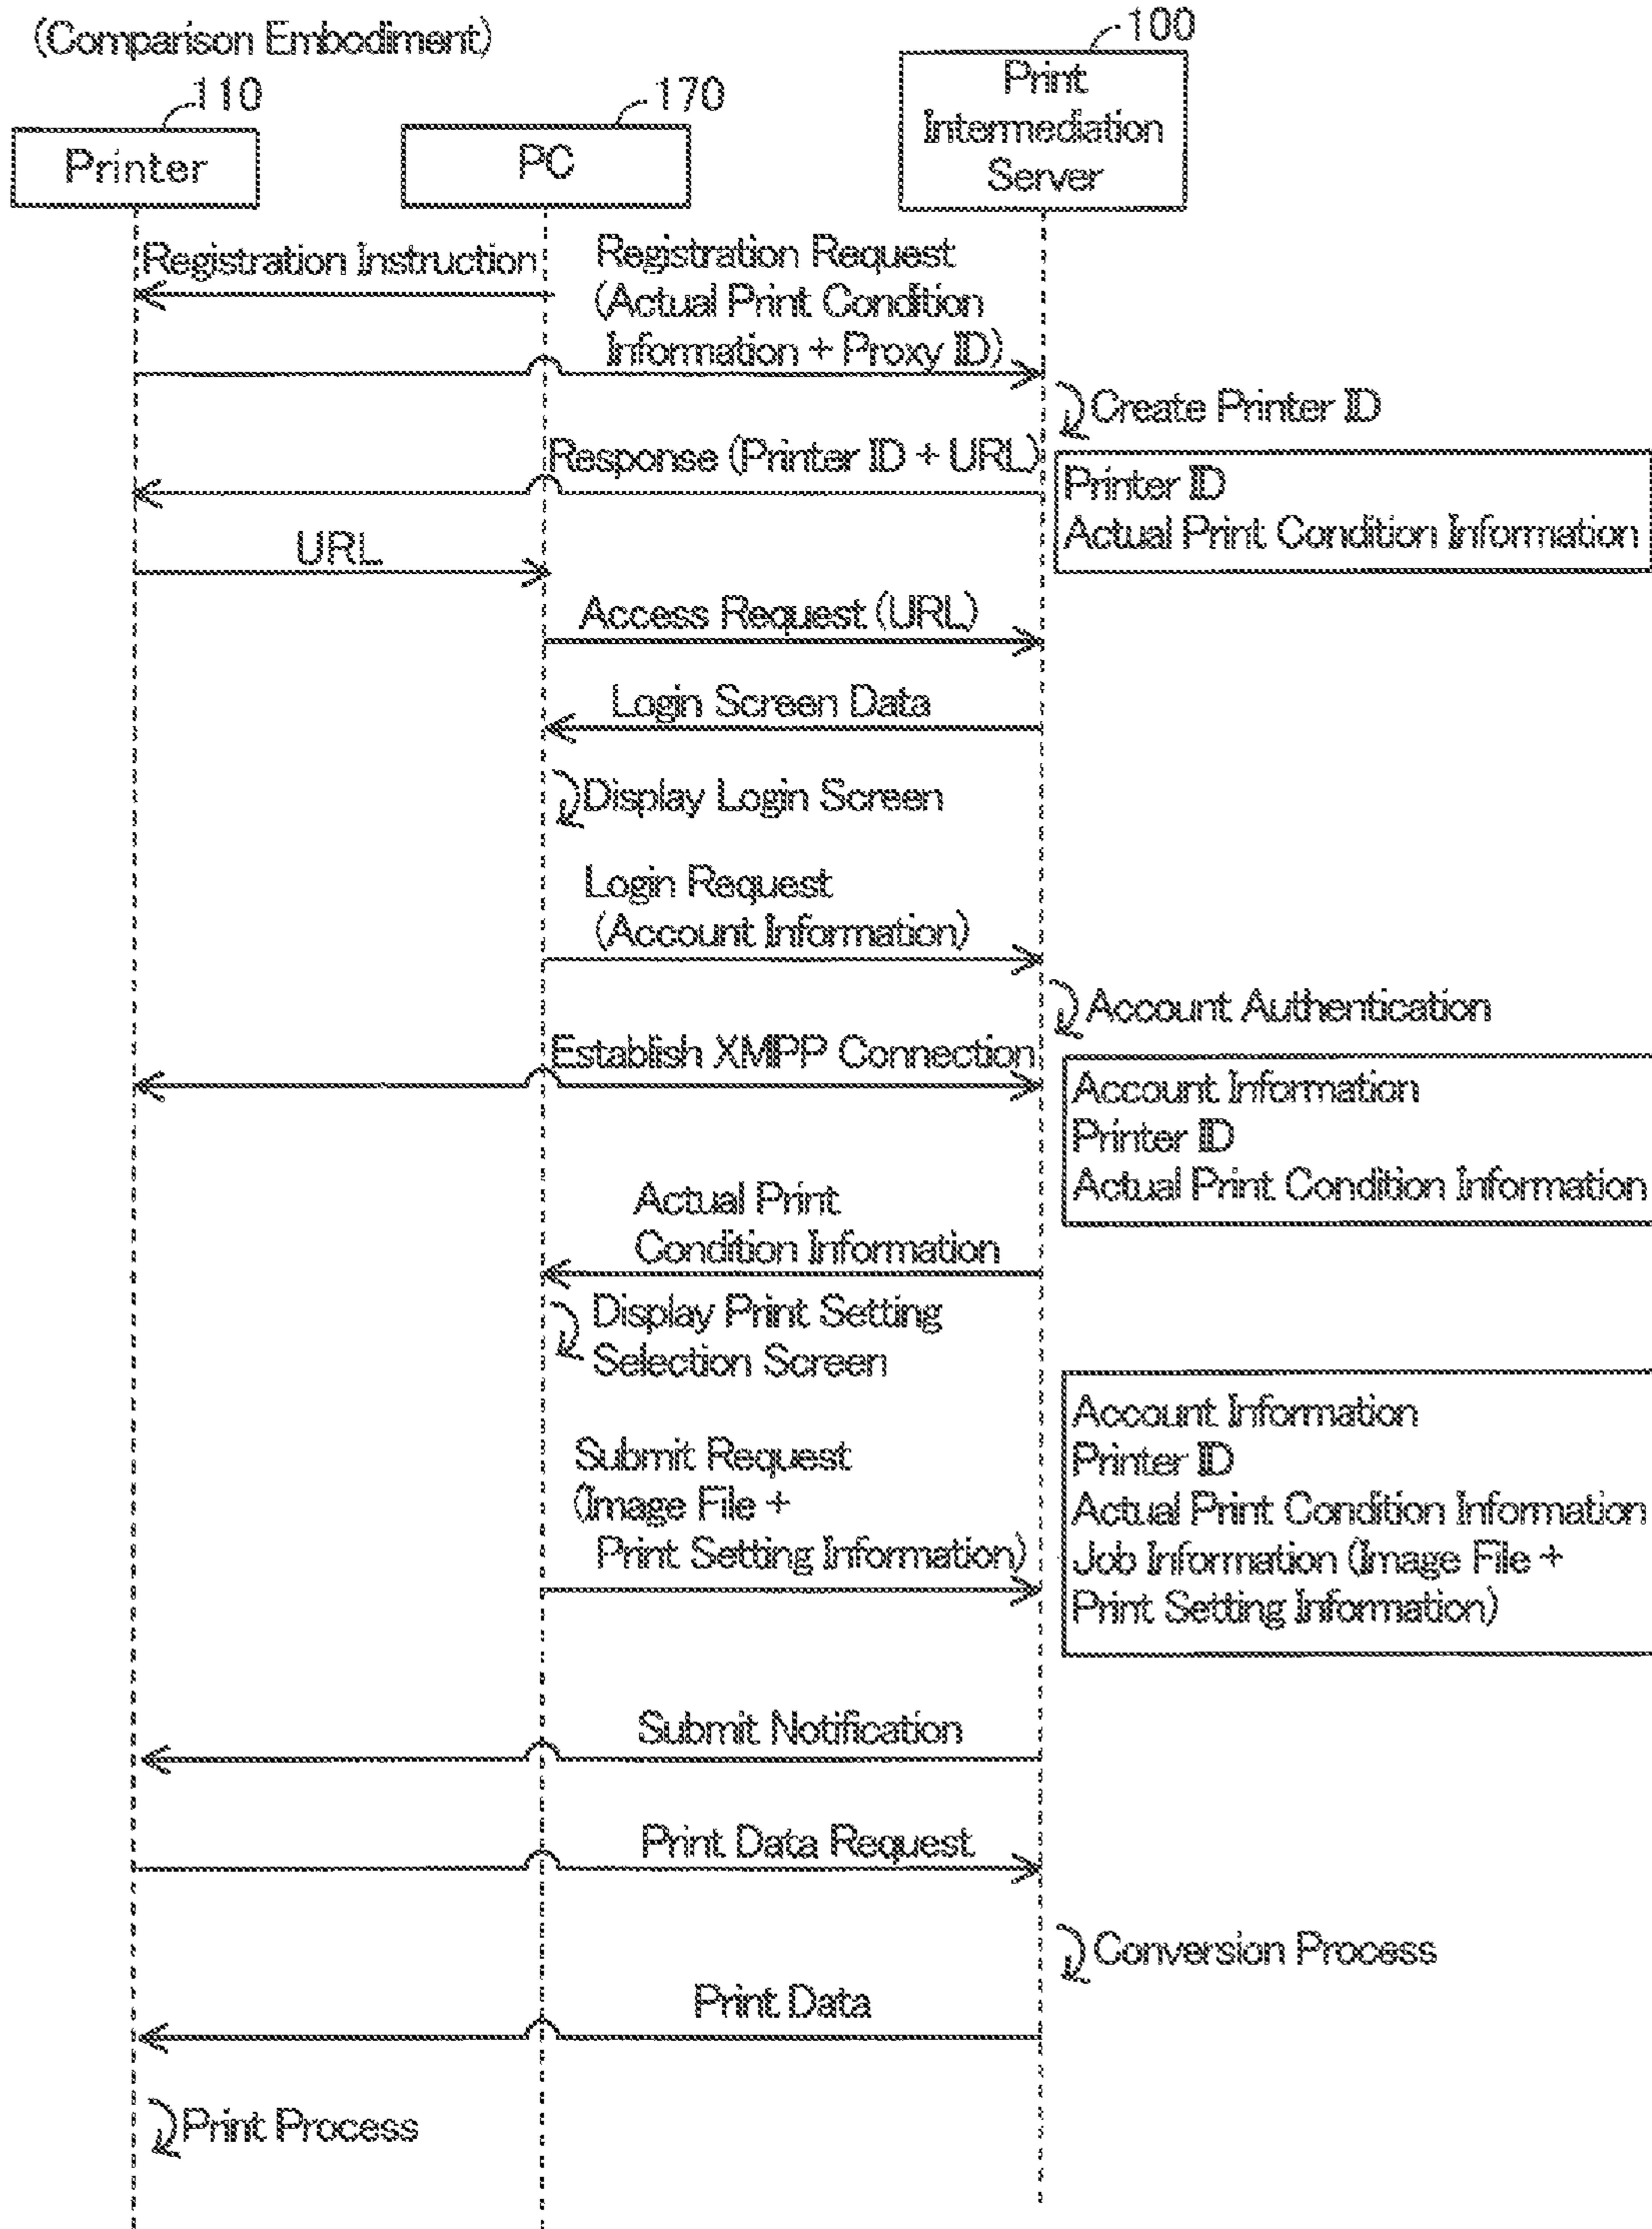 (Comparison Embodiment)
100
110
170
Printer
PC
Print
Intermediation
Server
Registration Instruction
Registration Request
(Actual Print Condition
Information + Proxy ID)
Create Printer ID
Response (Printer ID + URL)
Printer ID
Actual Print Condition Information
URL
Access Request (URL)
Login Screen Data
Display Login Screen
Login Request
(Account Information)
Account Authentication
Establish XMPP Connection
Account Information
Printer ID
Actual Print Condition Information
Actual Print
Condition Information
Display Print Setting
Selection Screen
Submit Request
(Image File +
Print Setting Information)
Account Information
Printer ID
Actual Print Condition Information
Job Information (Image File +
Print Setting Information)
Submit Notification
Print Data Request
Conversion Process
Print Data
Print Process